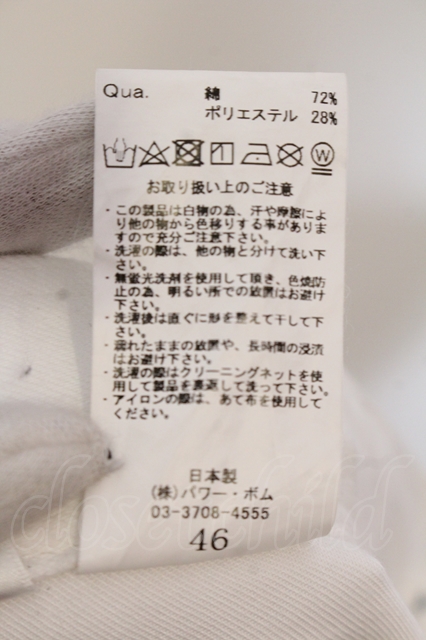 Qua.
綿 72%
ポリエステル 28%
W
お取り扱い上のご注意
・この製品は白物の為、汗や摩擦によ
り他の物から色移りする事がありま
すので充分ご注意下さい。
・洗濯の際は、他の物と分けて洗い下
さい。
・無蛍光洗剤を使用して頂き、色焼防
止の為、明るい所での放置はお避け
下さい。
・洗濯後は直ぐに形を整えて干して下
さい。
・濡れたままの放置や、長時間の浸漬
はお避け下さい。
・洗濯の際はクリーニングネットを使
用して製品を裏返して洗って下さい。
・アイロンの際は、あて布を使用して
ください。
日本製
(株)パワー・ボム
03-3708-4555
46